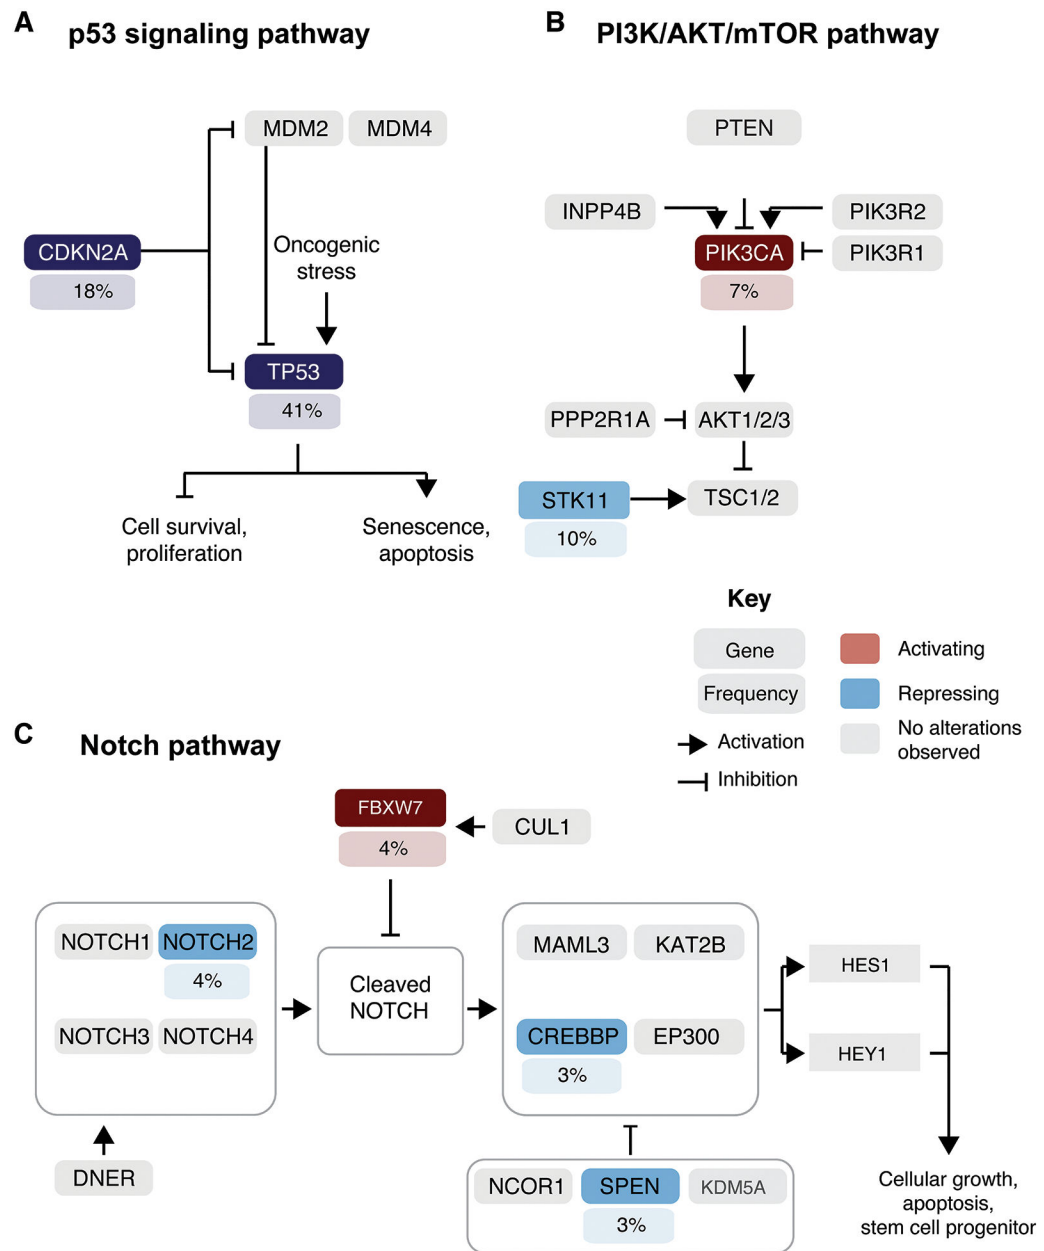 A
p53 signaling pathway
MDM2 MDM4
CDKN2A
18%
Oncogenic
stress
TP53
41%
Cell survival,
proliferation
Senescence,
apoptosis
B
PI3K/AKT/mTOR pathway
PTEN
INPP4B
PIK3R2
PIK3CA
PIK3R1
7%
PPP2R1A
AKT1/2/3
STK11
TSC1/2
10%
Key
Gene
Frequency
Activation
Inhibition
Activating
Repressing
No alterations
observed
C
Notch pathway
FBXW7
4%
CUL1
NOTCH1 NOTCH2
4%
NOTCH3 NOTCH4
DNER
Cleaved
NOTCH
MAML3 KAT2B
CREBBP EP300
3%
NCOR1 SPEN KDM5A
3%
HES1
HEY1
Cellular growth,
apoptosis,
stem cell progenitor